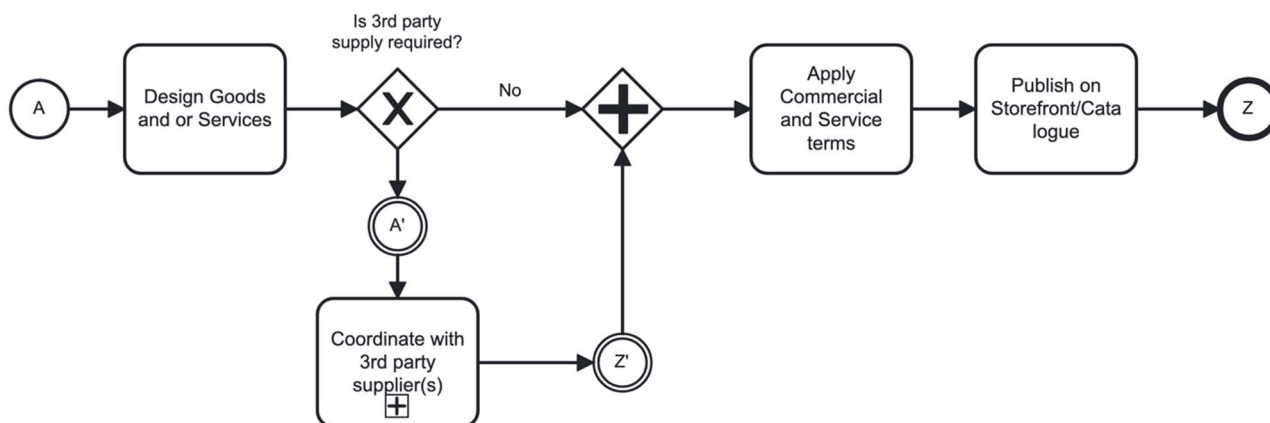 Is 3rd party
supply required?
A
Design Goods
and or Services
X
No
Apply
Commercial
and Service
terms
Publish on
Storefront/Cata
logue
Z
A'
Coordinate with
3rd party
supplier(s)
Z'